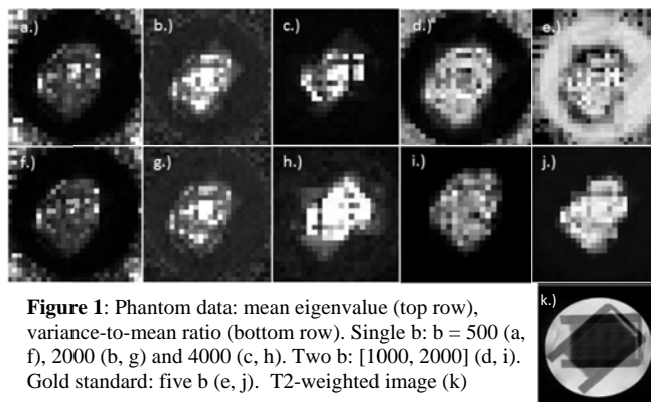 a.) b. c.) d.) e.)
f.) g.) h.) i.) j.)
k.)
Figure 1: Phantom data: mean eigenvalue (top row),
variance-to-mean ratio (bottom row). Single b: b = 500 (a,
f), 2000 (b, g) and 4000 (c, h). Two b: [1000, 2000] (d, i).
Gold standard: five b (e, j). T2-weighted image (k)